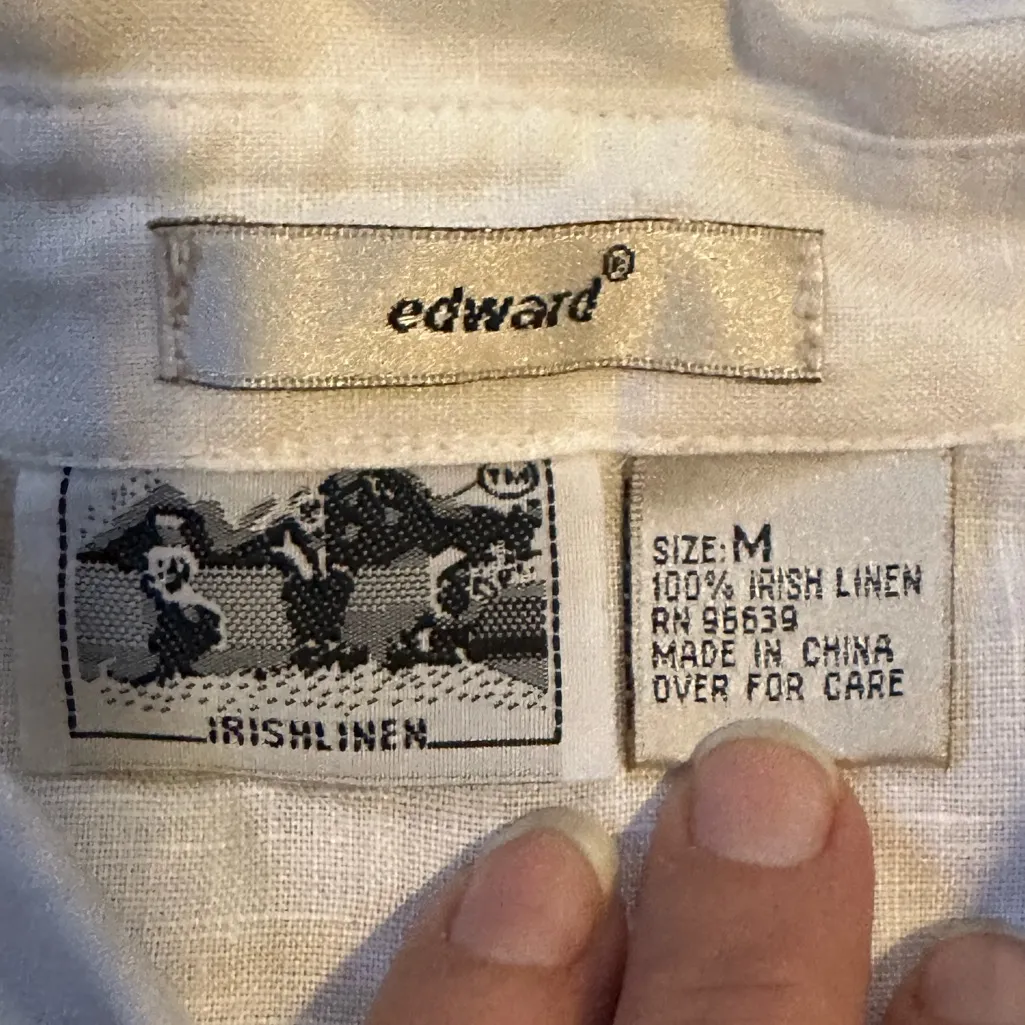 edward®
TM
IRISHLINEN
SIZE: M
100% IRISH LINEN
RN 96639
MADE IN CHINA
OVER FOR CARE